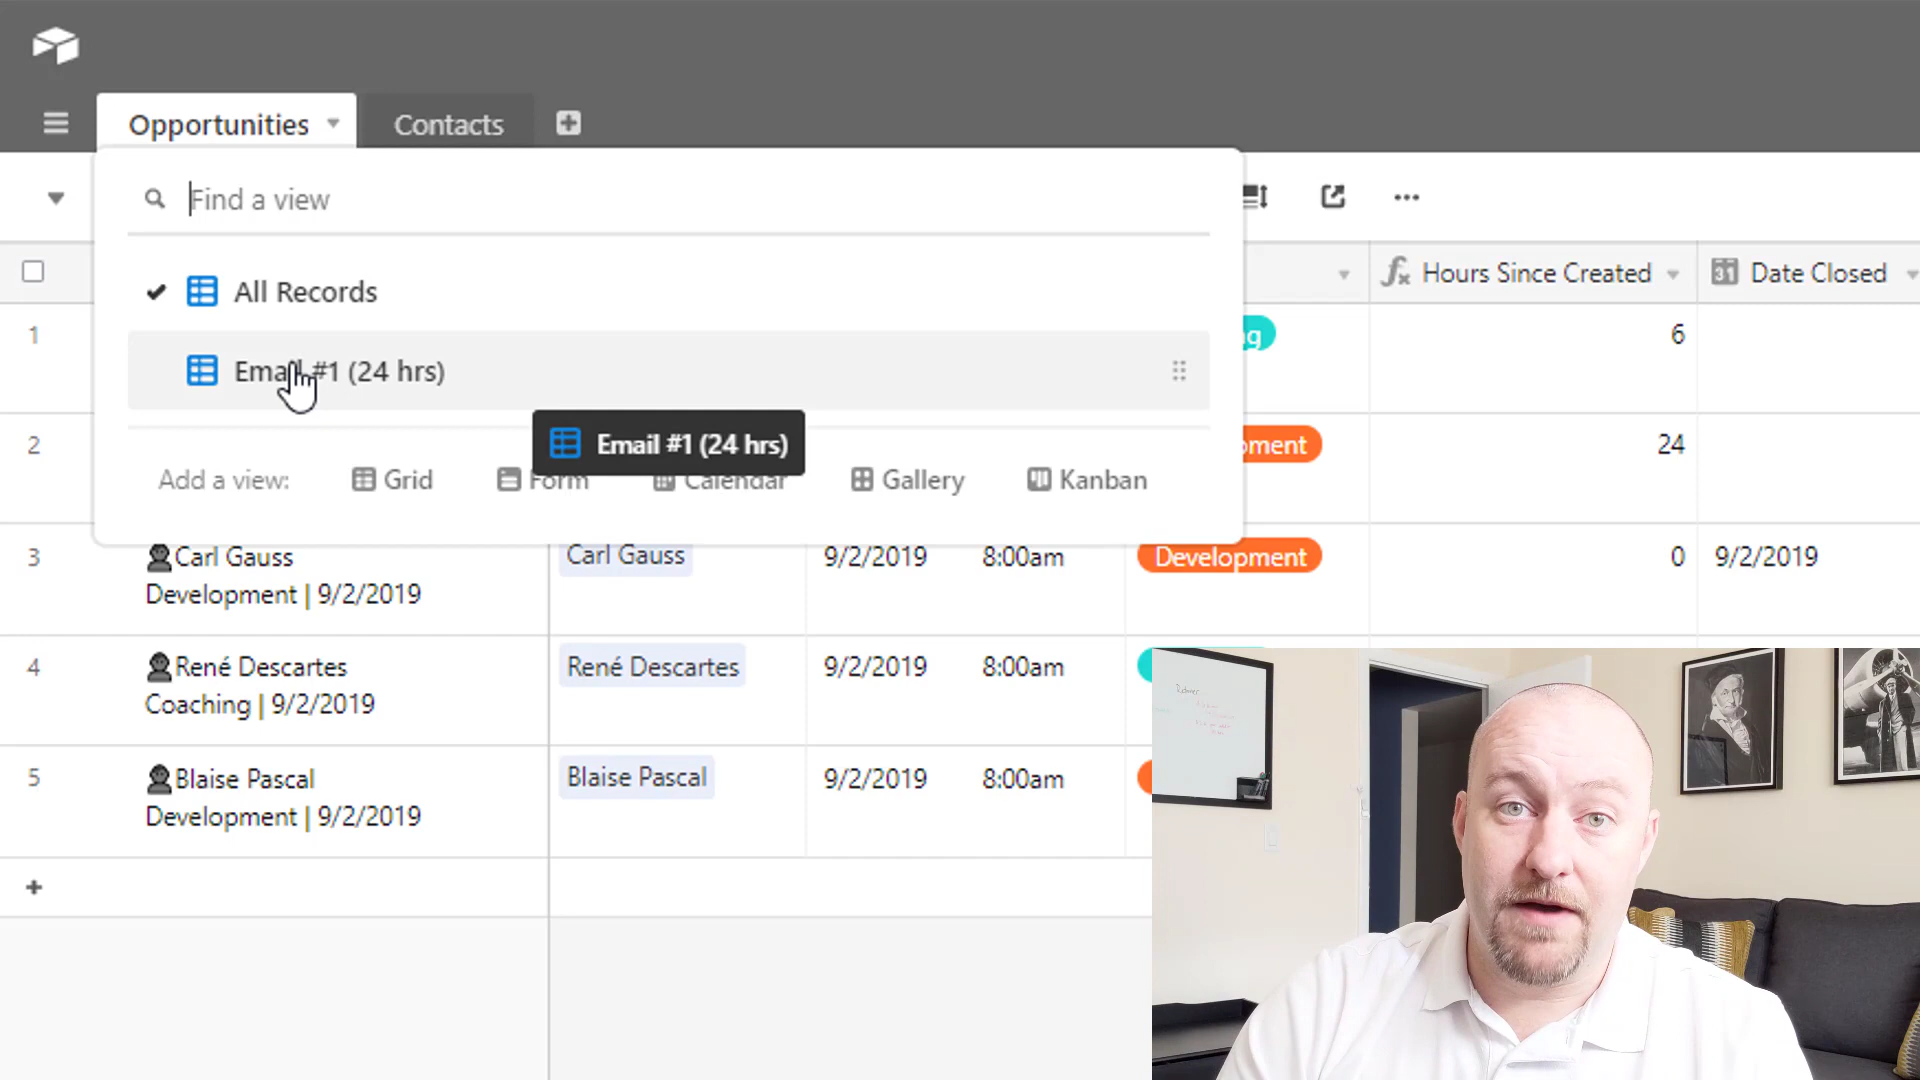 Opportunities Contacts
Find a view
All Records
Email #1 (24 hrs)
Email #1 (24 hrs)
Add a view: Grid Form Calendar Gallery Kanban
Hours Since Created 31 Date Closed
1 g 6
2 ment 24
3 Carl Gauss Carl Gauss 9/2/2019 8:00am Development 0 9/2/2019
Development | 9/2/2019
4 René Descartes René Descartes 9/2/2019 8:00am
Coaching | 9/2/2019
5 Blaise Pascal Blaise Pascal 9/2/2019 8:00am
Development | 9/2/2019